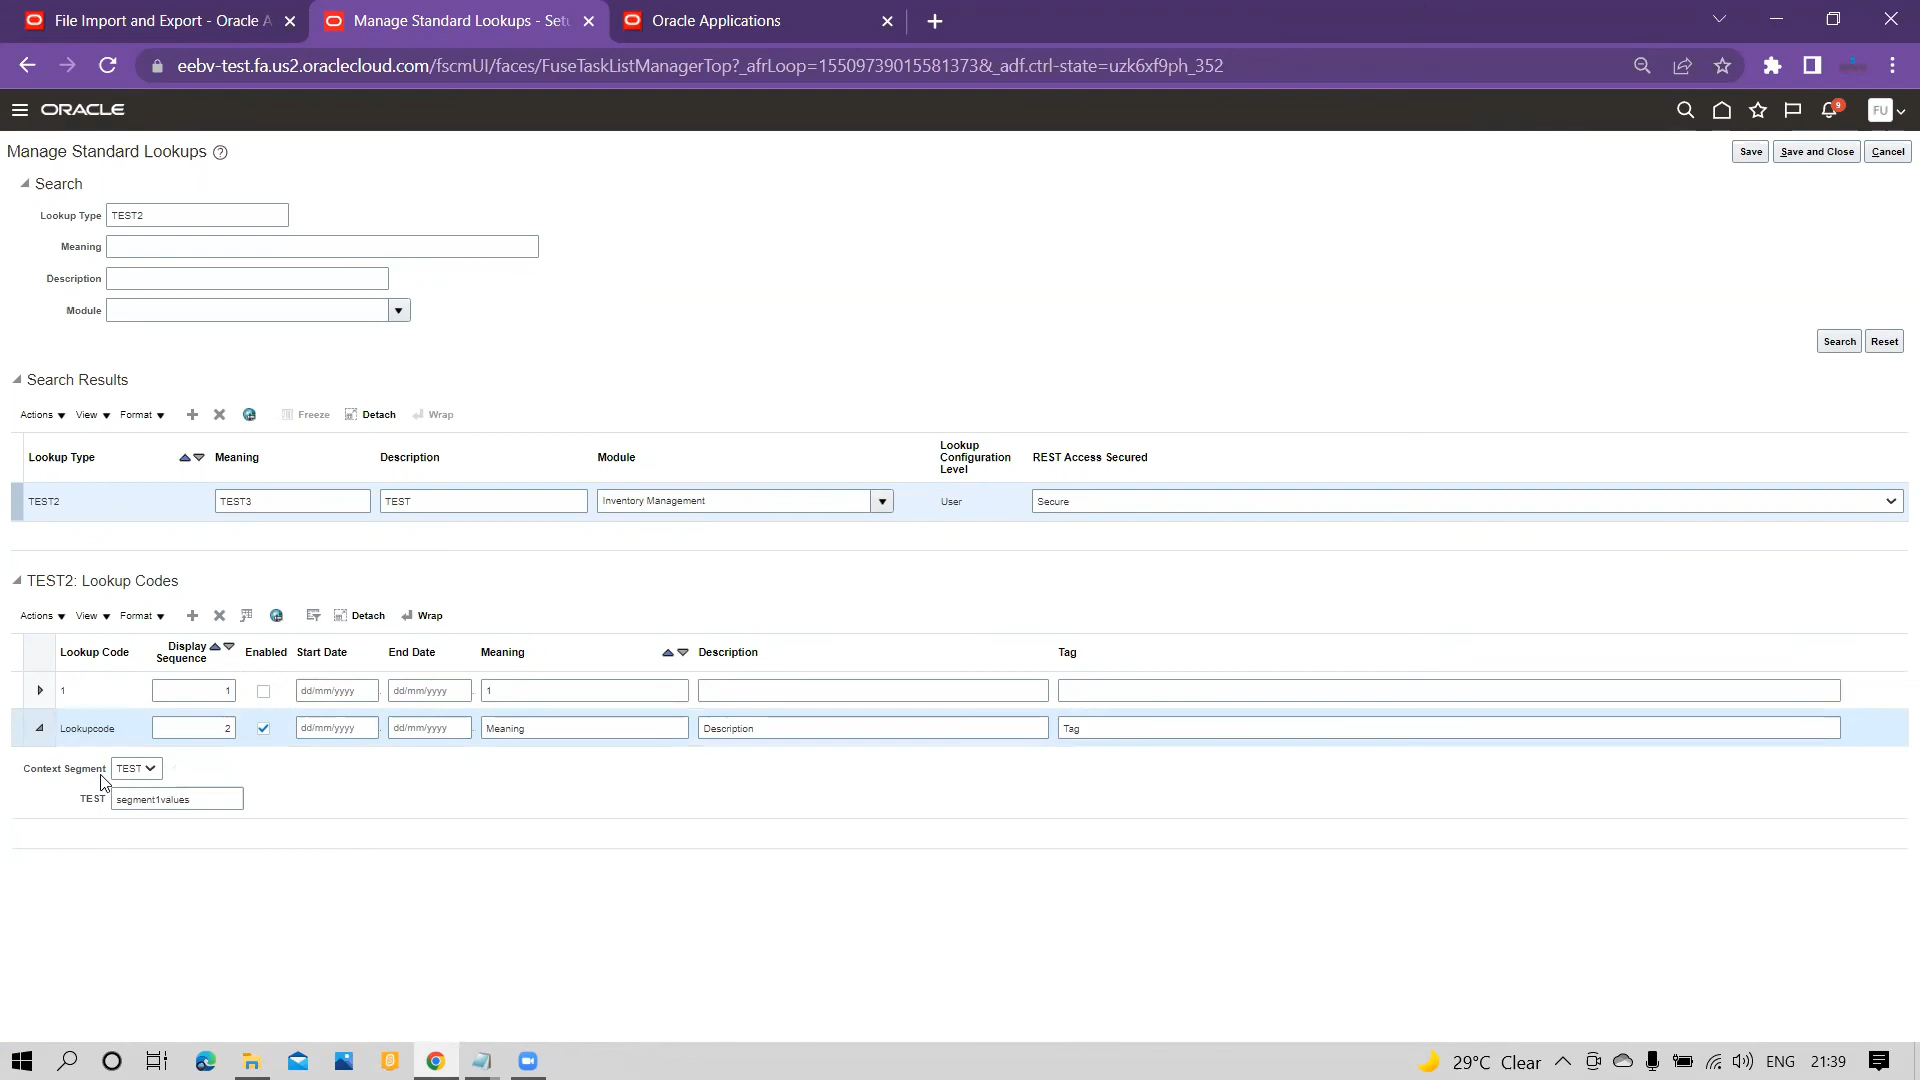 File Import and Export - Oracle A
Manage Standard Lookups - Setu
Oracle Applications
eebv-test.fa.us2.oraclecloud.com/fscmUI/faces/FuseTaskListManagerTop?_afrLoop=15509739015581373&_adf.ctrl-state=uzk6xf9ph_352
ORACLE
9
FU
Manage Standard Lookups
Save
Save and Close
Cancel
Search
Lookup Type TEST2
Meaning
Description
Module
Search
Reset
Search Results
Actions View Format Freeze Detach Wrap
Lookup Type Meaning Description Module Lookup Configuration Level REST Access Secured
TEST2 TEST3 TEST Inventory Management User Secure
TEST2: Lookup Codes
Actions View Format Detach Wrap
Lookup Code Display Sequence Enabled Start Date End Date Meaning Description Tag
1 1 dd/mm/yyyy dd/mm/yyyy 1
Lookupcode 2 dd/mm/yyyy dd/mm/yyyy Meaning Description Tag
Context Segment TEST
TEST segment1values
29°C Clear ENG 21:39